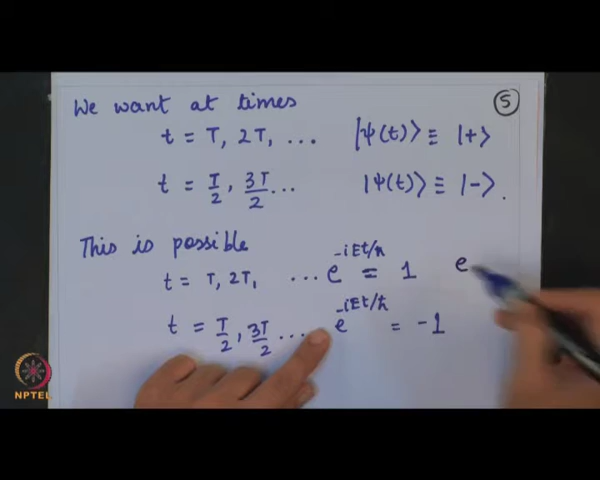 We want at times ⑤
t = T, 2T, ... |ψ(t)⟩ ≡ |+⟩
t = T/2, 3T/2 ... |ψ(t)⟩ ≡ |−⟩.
This is possible
t = T, 2T, ... e^{-iEt/ħ} = 1 e
t = T/2, 3T/2 ... e^{-iEt/ħ} = -1
NPTEL